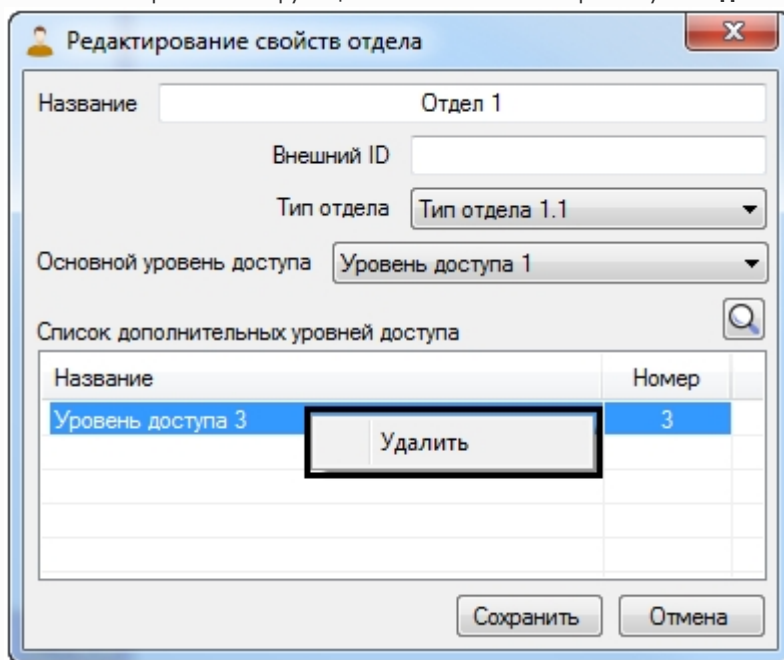 Редактирование свойств отдела
Название Отдел 1
Внешний ID
Тип отдела Тип отдела 1.1
Основной уровень доступа Уровень доступа 1
Список дополнительных уровней доступа
Название Номер
Уровень доступа 3 3
Удалить
Сохранить Отмена